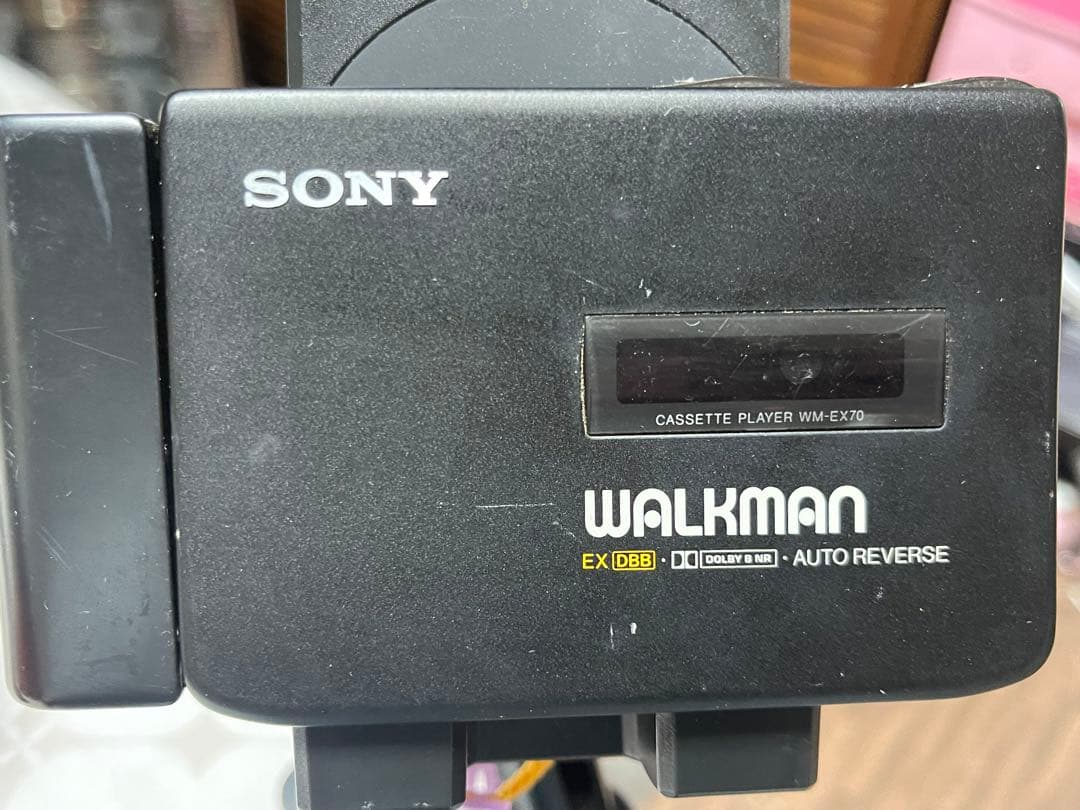 SONY
CASSETTE PLAYER WM-EX70
WALKMAN
EX DBB · DOLBY B NR · AUTO REVERSE